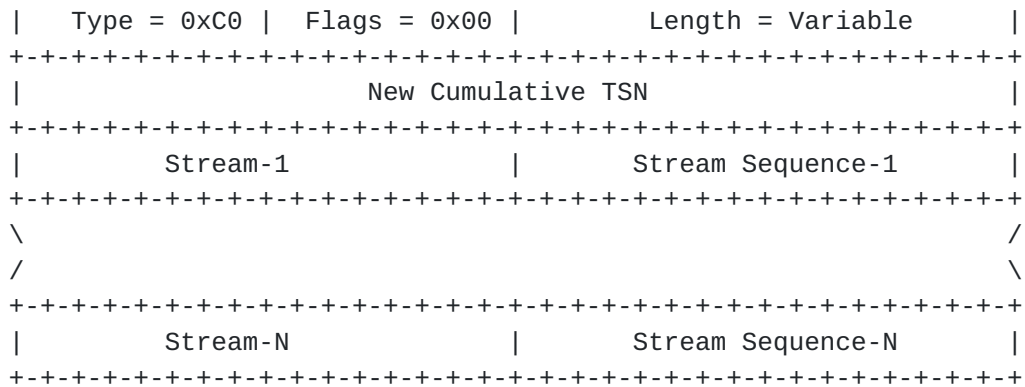 |   Type = 0xC0 |  Flags = 0x00 |        Length = Variable      |
+-+-+-+-+-+-+-+-+-+-+-+-+-+-+-+-+-+-+-+-+-+-+-+-+-+-+-+-+-+-+-+-+
|                      New Cumulative TSN                       |
+-+-+-+-+-+-+-+-+-+-+-+-+-+-+-+-+-+-+-+-+-+-+-+-+-+-+-+-+-+-+-+-+
|         Stream-1              |       Stream Sequence-1       |
+-+-+-+-+-+-+-+-+-+-+-+-+-+-+-+-+-+-+-+-+-+-+-+-+-+-+-+-+-+-+-+-+
\                                                               /
/                                                               \
+-+-+-+-+-+-+-+-+-+-+-+-+-+-+-+-+-+-+-+-+-+-+-+-+-+-+-+-+-+-+-+-+
|         Stream-N              |       Stream Sequence-N       |
+-+-+-+-+-+-+-+-+-+-+-+-+-+-+-+-+-+-+-+-+-+-+-+-+-+-+-+-+-+-+-+-+